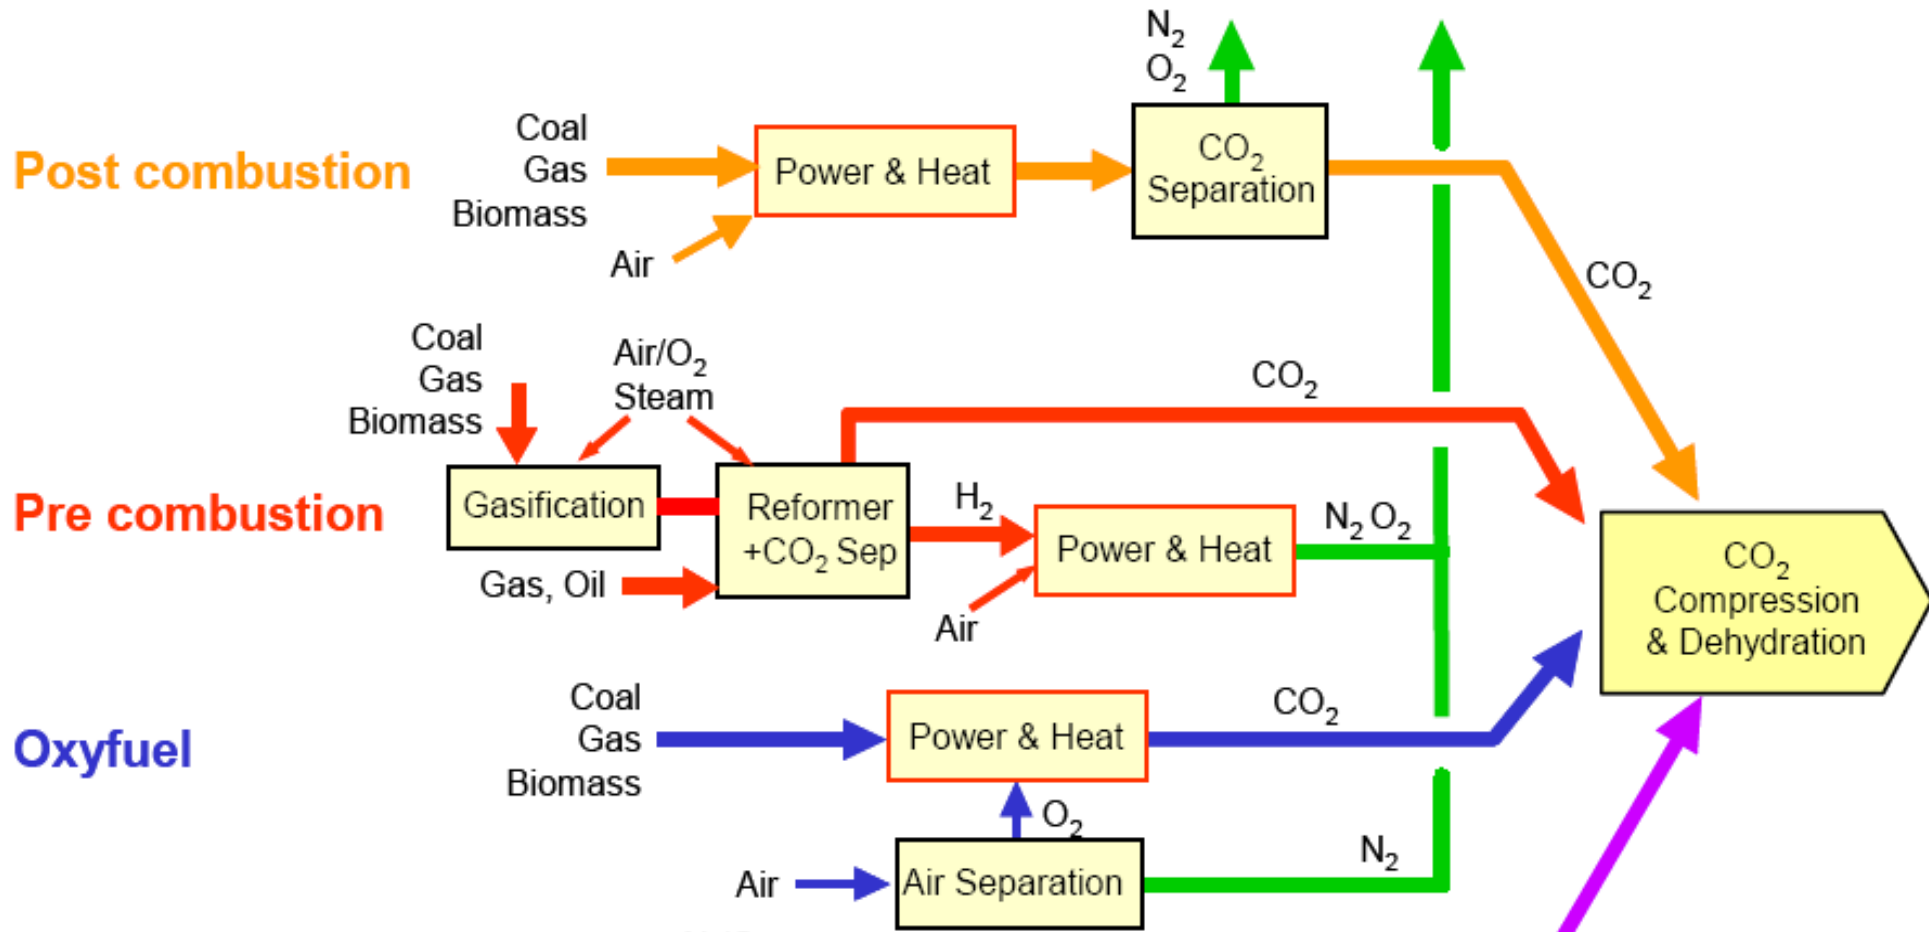 N₂
O₂
Coal
Gas
Biomass
Post combustion
Power & Heat
CO₂
Separation
Air
CO₂
Coal
Gas
Biomass
Air/O₂
Steam
CO₂
Pre combustion
Gasification
Reformer
+CO₂ Sep
H₂
Power & Heat
N₂ O₂
Gas, Oil
Air
CO₂
Compression
& Dehydration
Coal
Gas
Biomass
Oxyfuel
Power & Heat
CO₂
O₂
Air
Air Separation
N₂